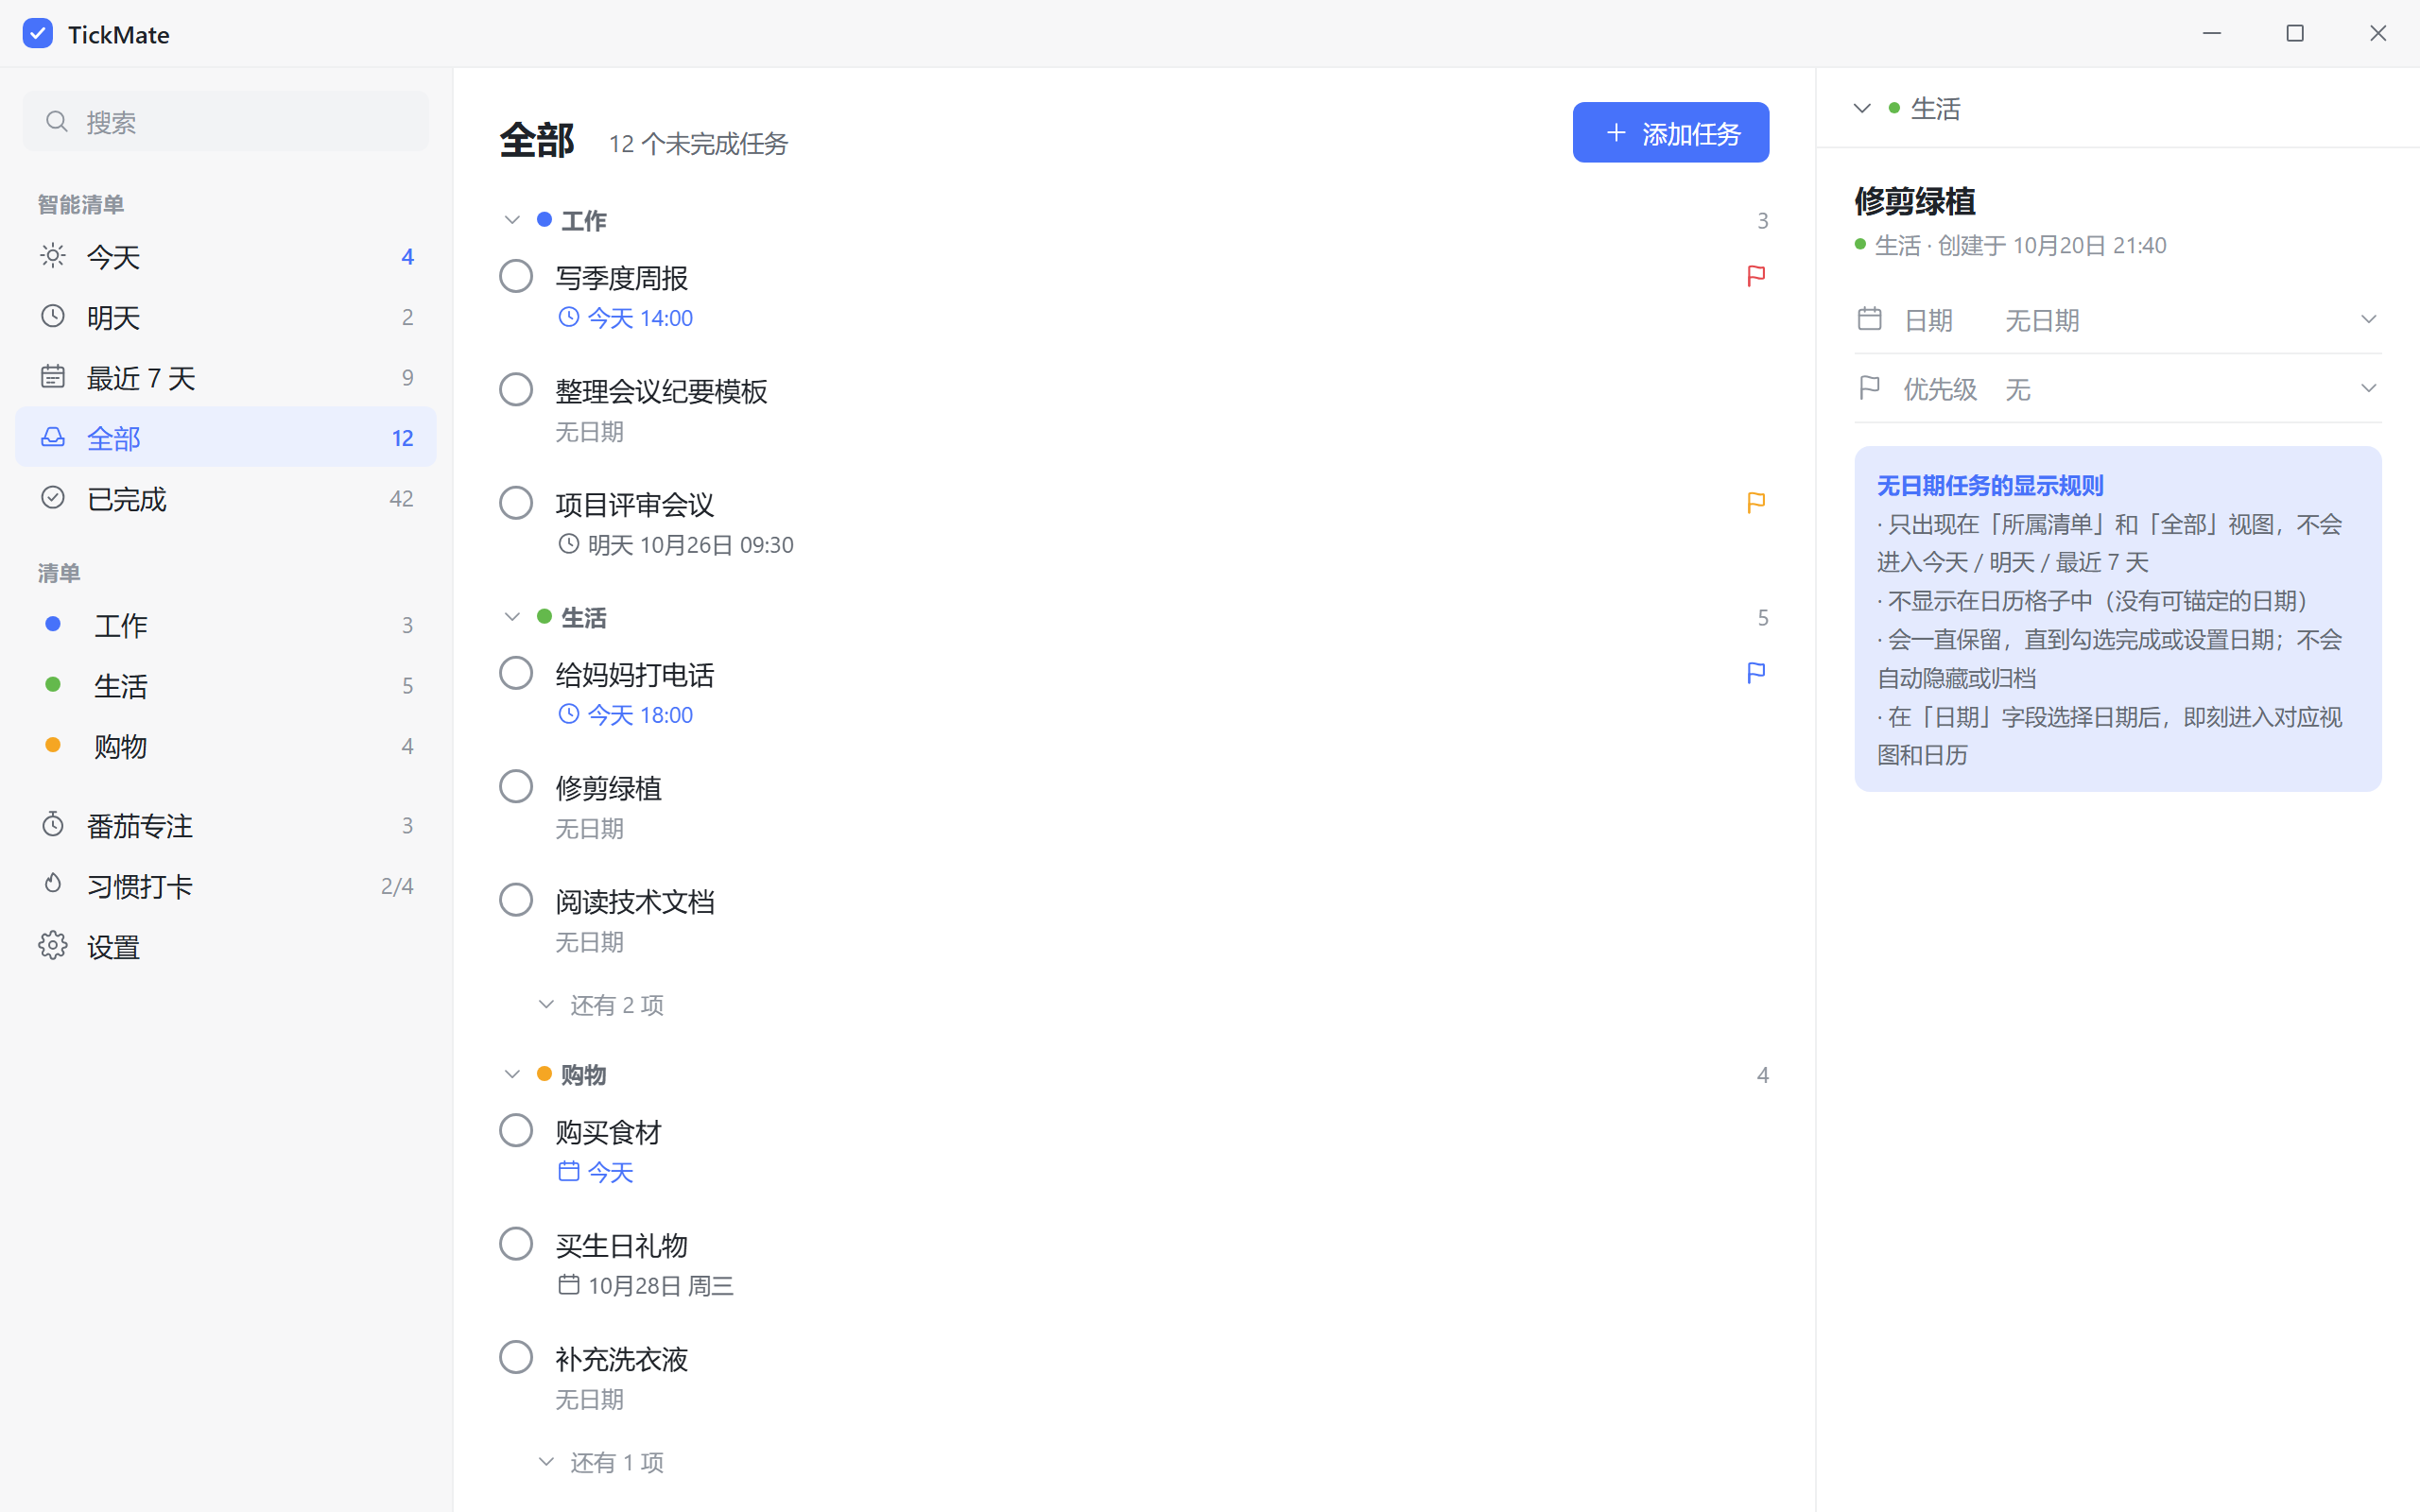 TickMate
搜索
智能清单
今天 4
明天 2
最近 7 天 9
全部 12
已完成 42
清单
工作 3
生活 5
购物 4
番茄专注 3
习惯打卡 2/4
设置
全部 12 个未完成任务
添加任务
工作 3
写季度周报
今天 14:00
整理会议纪要模板
无日期
项目评审会议
明天 10月26日 09:30
生活 5
给妈妈打电话
今天 18:00
修剪绿植
无日期
阅读技术文档
无日期
还有 2 项
购物 4
购买食材
今天
买生日礼物
10月28日 周三
补充洗衣液
无日期
还有 1 项
生活
修剪绿植
生活 · 创建于 10月20日 21:40
日期 无日期
优先级 无
无日期任务的显示规则
· 只出现在「所属清单」和「全部」视图，不会
进入今天 / 明天 / 最近 7 天
· 不显示在日历格子中（没有可锚定的日期）
· 会一直保留，直到勾选完成或设置日期；不会
自动隐藏或归档
· 在「日期」字段选择日期后，即刻进入对应视
图和日历